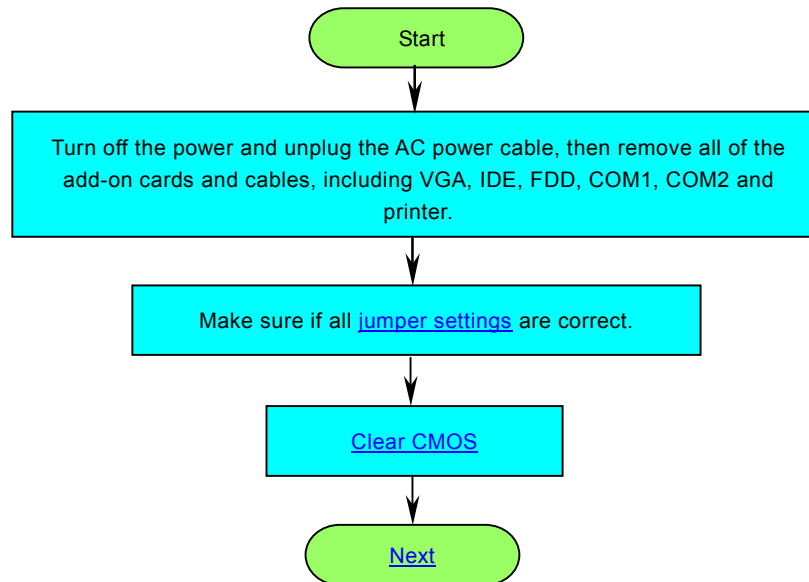 Start
Turn off the power and unplug the AC power cable, then remove all of the
add-on cards and cables, including VGA, IDE, FDD, COM1, COM2 and
printer.
Make sure if all jumper settings are correct.
Clear CMOS
Next